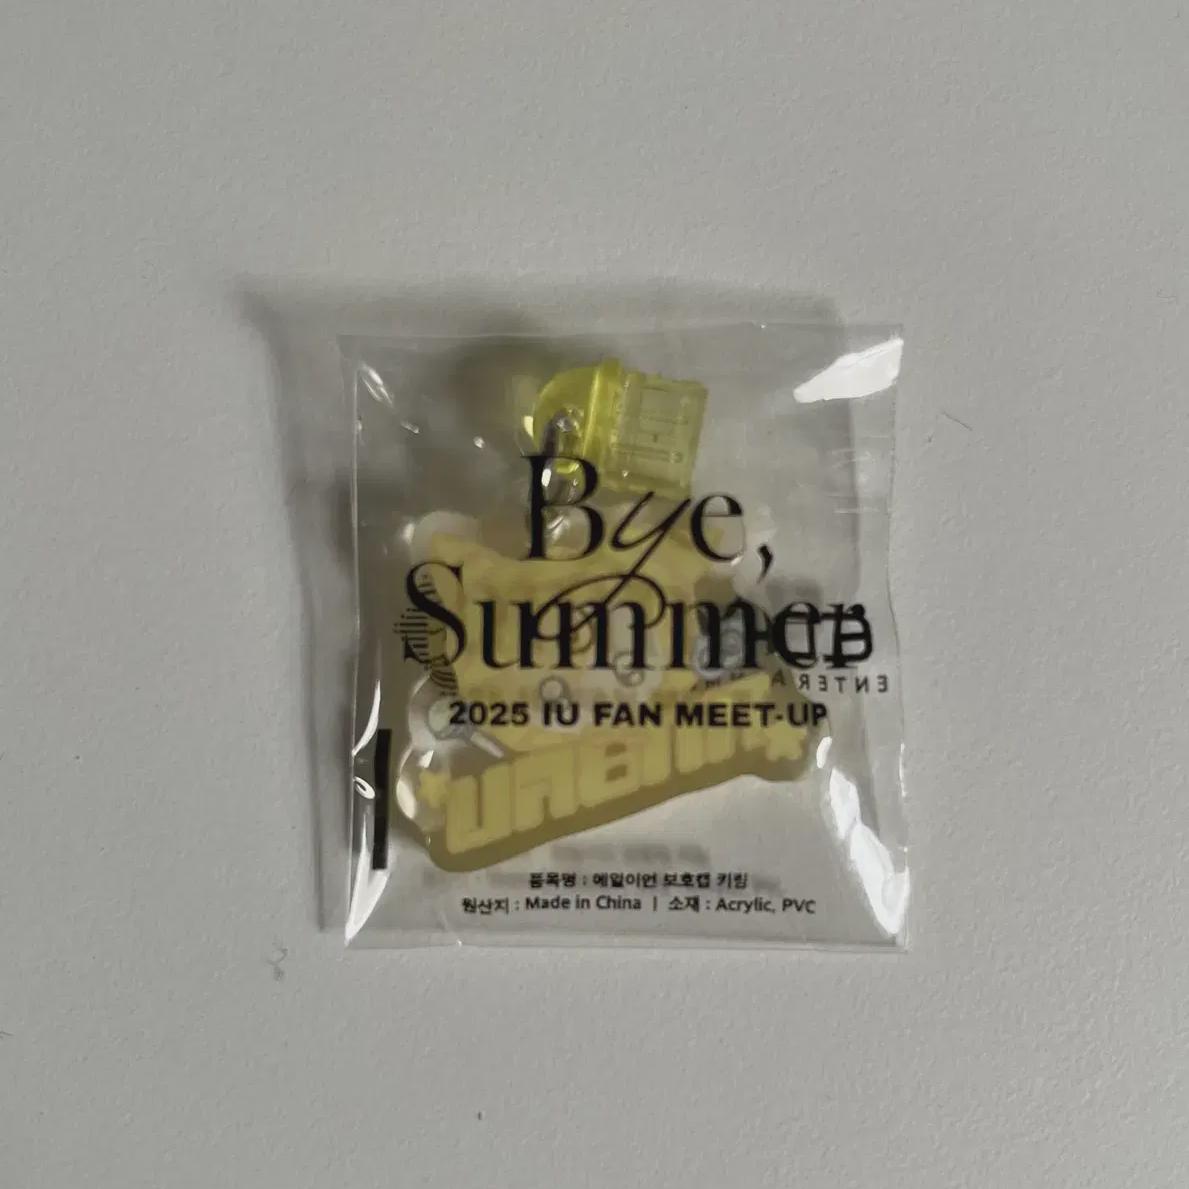 Bye,
Summer
2025 IU FAN MEET-UP
품목명 : 에일이언 보호캡 키링
원산지 : Made in China | 소재 : Acrylic, PVC